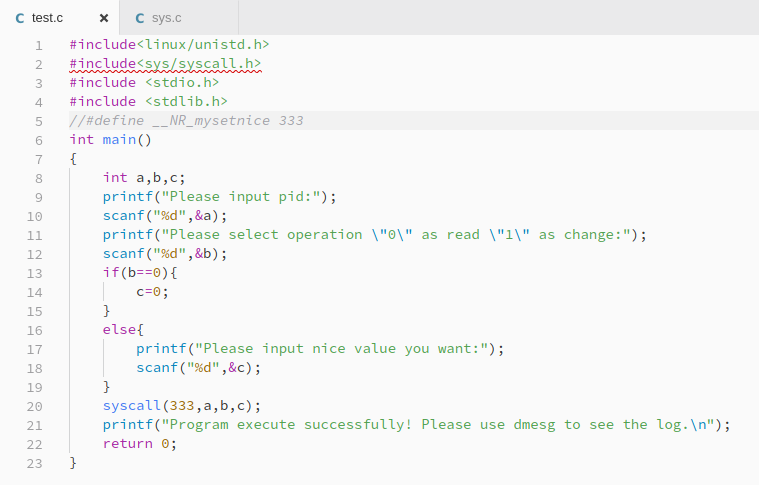 test.c × sys.c
1 #include<linux/unistd.h>
2 #include<sys/syscall.h>
3 #include <stdio.h>
4 #include <stdlib.h>
5 //#define __NR_mysetnice 333
6 int main()
7 {
8     int a,b,c;
9     printf("Please input pid:");
10     scanf("%d",&a);
11     printf("Please select operation \"0\" as read \"1\" as change:");
12     scanf("%d",&b);
13     if(b==0){
14         c=0;
15     }
16     else{
17         printf("Please input nice value you want:");
18         scanf("%d",&c);
19     }
20     syscall(333,a,b,c);
21     printf("Program execute successfully! Please use dmesg to see the log.\n");
22     return 0;
23 }